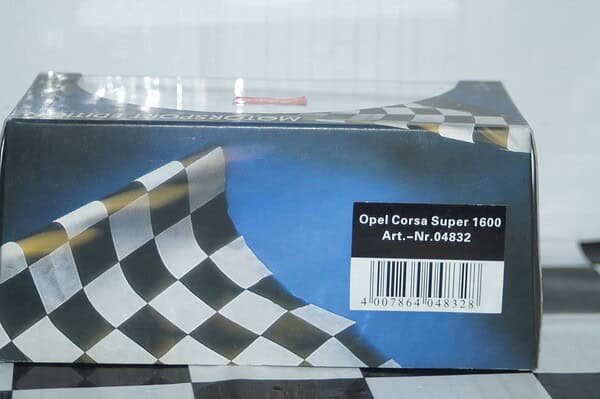 MOTORSPORT EDITION
Opel Corsa Super 1600
Art.-Nr.04832
4 007864 048328